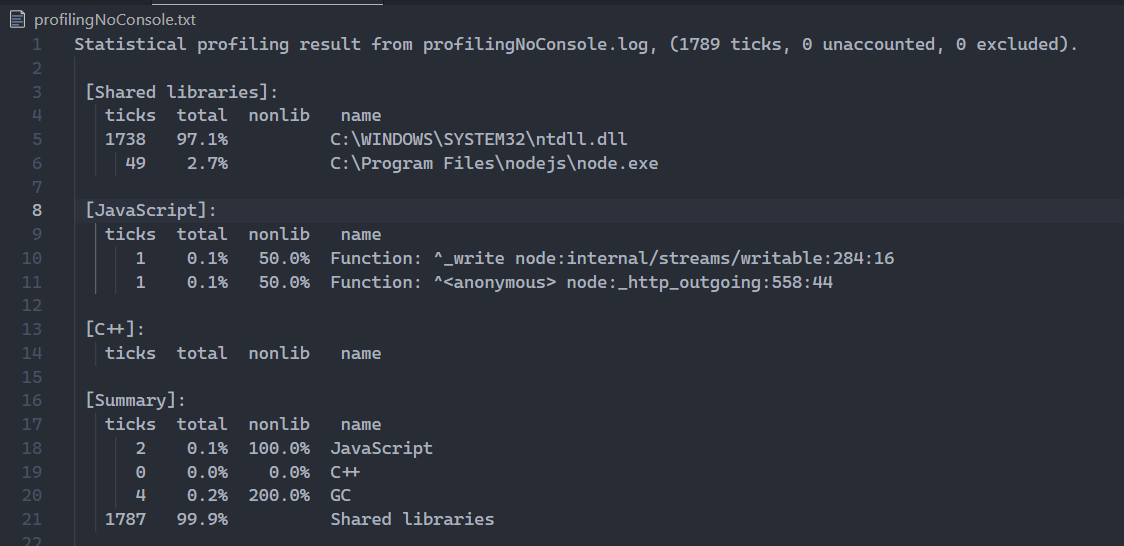 profilingNoConsole.txt
1 Statistical profiling result from profilingNoConsole.log, (1789 ticks, 0 unaccounted, 0 excluded).
2
3 [Shared libraries]:
4 ticks total nonlib name
5 1738 97.1% C:\WINDOWS\SYSTEM32\ntdll.dll
6 49 2.7% C:\Program Files\nodejs\node.exe
7
8 [JavaScript]:
9 ticks total nonlib name
10 1 0.1% 50.0% Function: ^_write node:internal/streams/writable:284:16
11 1 0.1% 50.0% Function: ^<anonymous> node:_http_outgoing:558:44
12
13 [C++]:
14 ticks total nonlib name
15
16 [Summary]:
17 ticks total nonlib name
18 2 0.1% 100.0% JavaScript
19 0 0.0% 0.0% C++
20 4 0.2% 200.0% GC
21 1787 99.9% Shared libraries
22